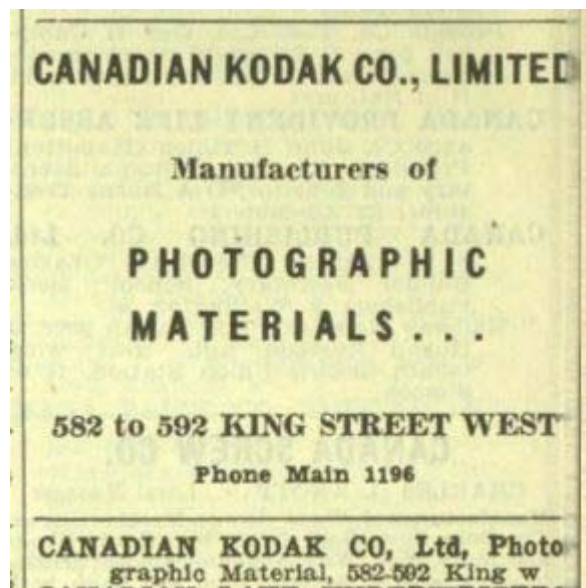 CANADIAN KODAK CO., LIMITED
Manufacturers of
PHOTOGRAPHIC
MATERIALS...
582 to 592 KING STREET WEST
Phone Main 1196
CANADIAN KODAK CO, Ltd, Photo
graphic Material, 582-592 King w